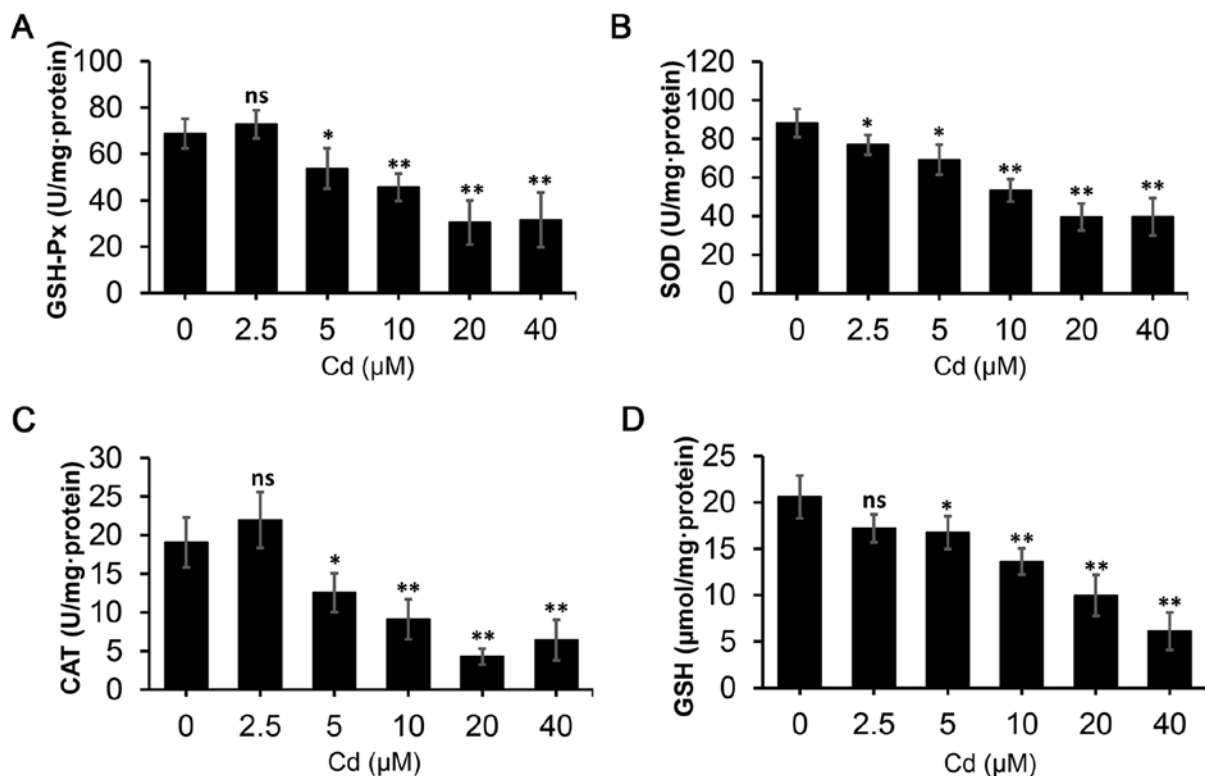 A
GSH-Px (U/mg·protein)
100
80
60
40
20
0
ns
*
**
**
**
0 2.5 5 10 20 40
Cd (µM)
B
SOD (U/mg·protein)
120
100
80
60
40
20
0
*
*
**
**
**
0 2.5 5 10 20 40
Cd (µM)
C
CAT (U/mg·protein)
30
25
20
15
10
5
0
ns
*
**
**
**
0 2.5 5 10 20 40
Cd (µM)
D
GSH (µmol/mg·protein)
25
20
15
10
5
0
ns
*
**
**
**
0 2.5 5 10 20 40
Cd (µM)